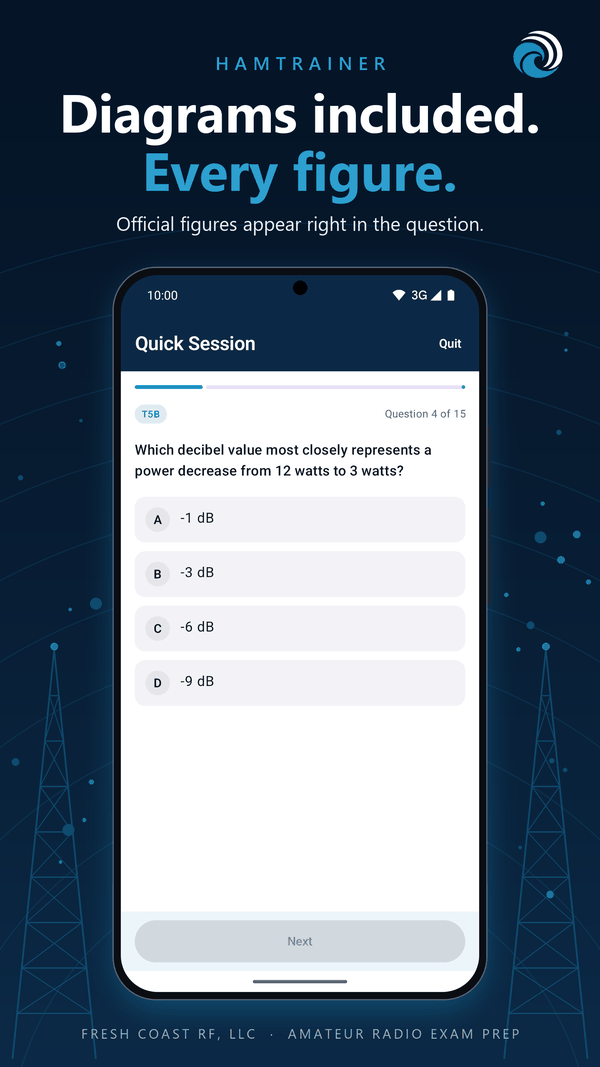 HAMTRAINER
Diagrams included.
Every figure.
Official figures appear right in the question.
10:00
3G
Quick Session
Quit
T5B
Question 4 of 15
Which decibel value most closely represents a
power decrease from 12 watts to 3 watts?
A -1 dB
B -3 dB
C -6 dB
D -9 dB
Next
FRESH COAST RF, LLC · AMATEUR RADIO EXAM PREP